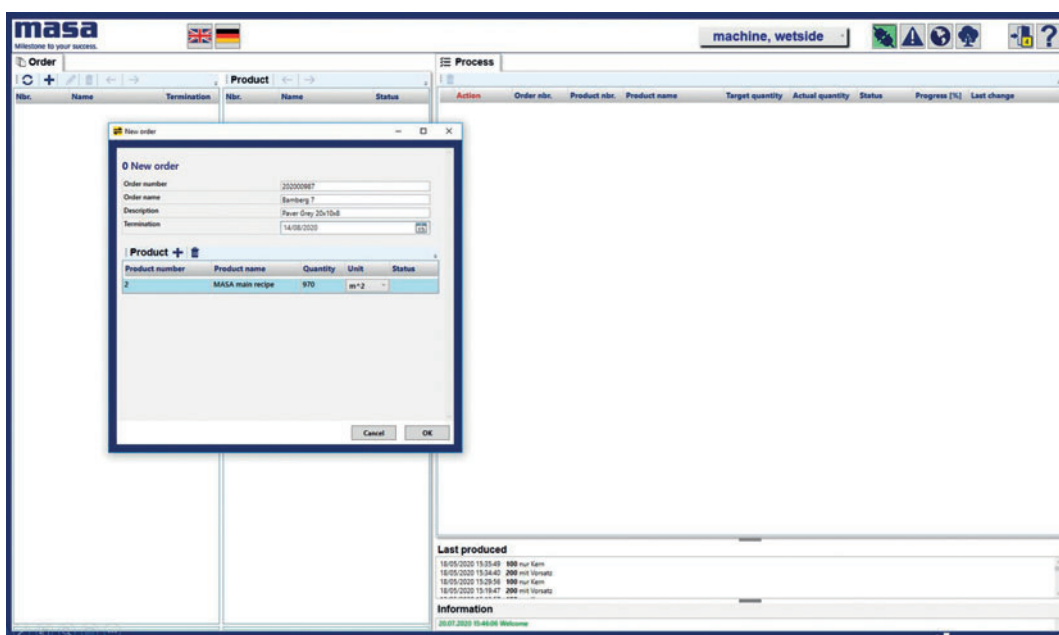 masa
Milestone to your success.
machine, wetside
?
Order
Product
Nbr. Name Termination
Nbr. Name Status
Process
Action Order nbr. Product nbr. Product name Target quantity Actual quantity Status Progress [%] Last change
New order
0 New order
Order number 202000987
Order name Bamberg 7
Description Paver Grey 20x10x8
Termination 14/08/2020
Product
Product number Product name Quantity Unit Status
2 MASA main recipe 970 m^2
Cancel OK
Last produced
18/05/2020 15:35:49 100 nur Kern
18/05/2020 15:34:40 200 mit Vorsatz
18/05/2020 15:29:56 100 nur Kern
18/05/2020 15:19:47 200 mit Vorsatz
Information
20.07.2020 15:46:06 Welcome